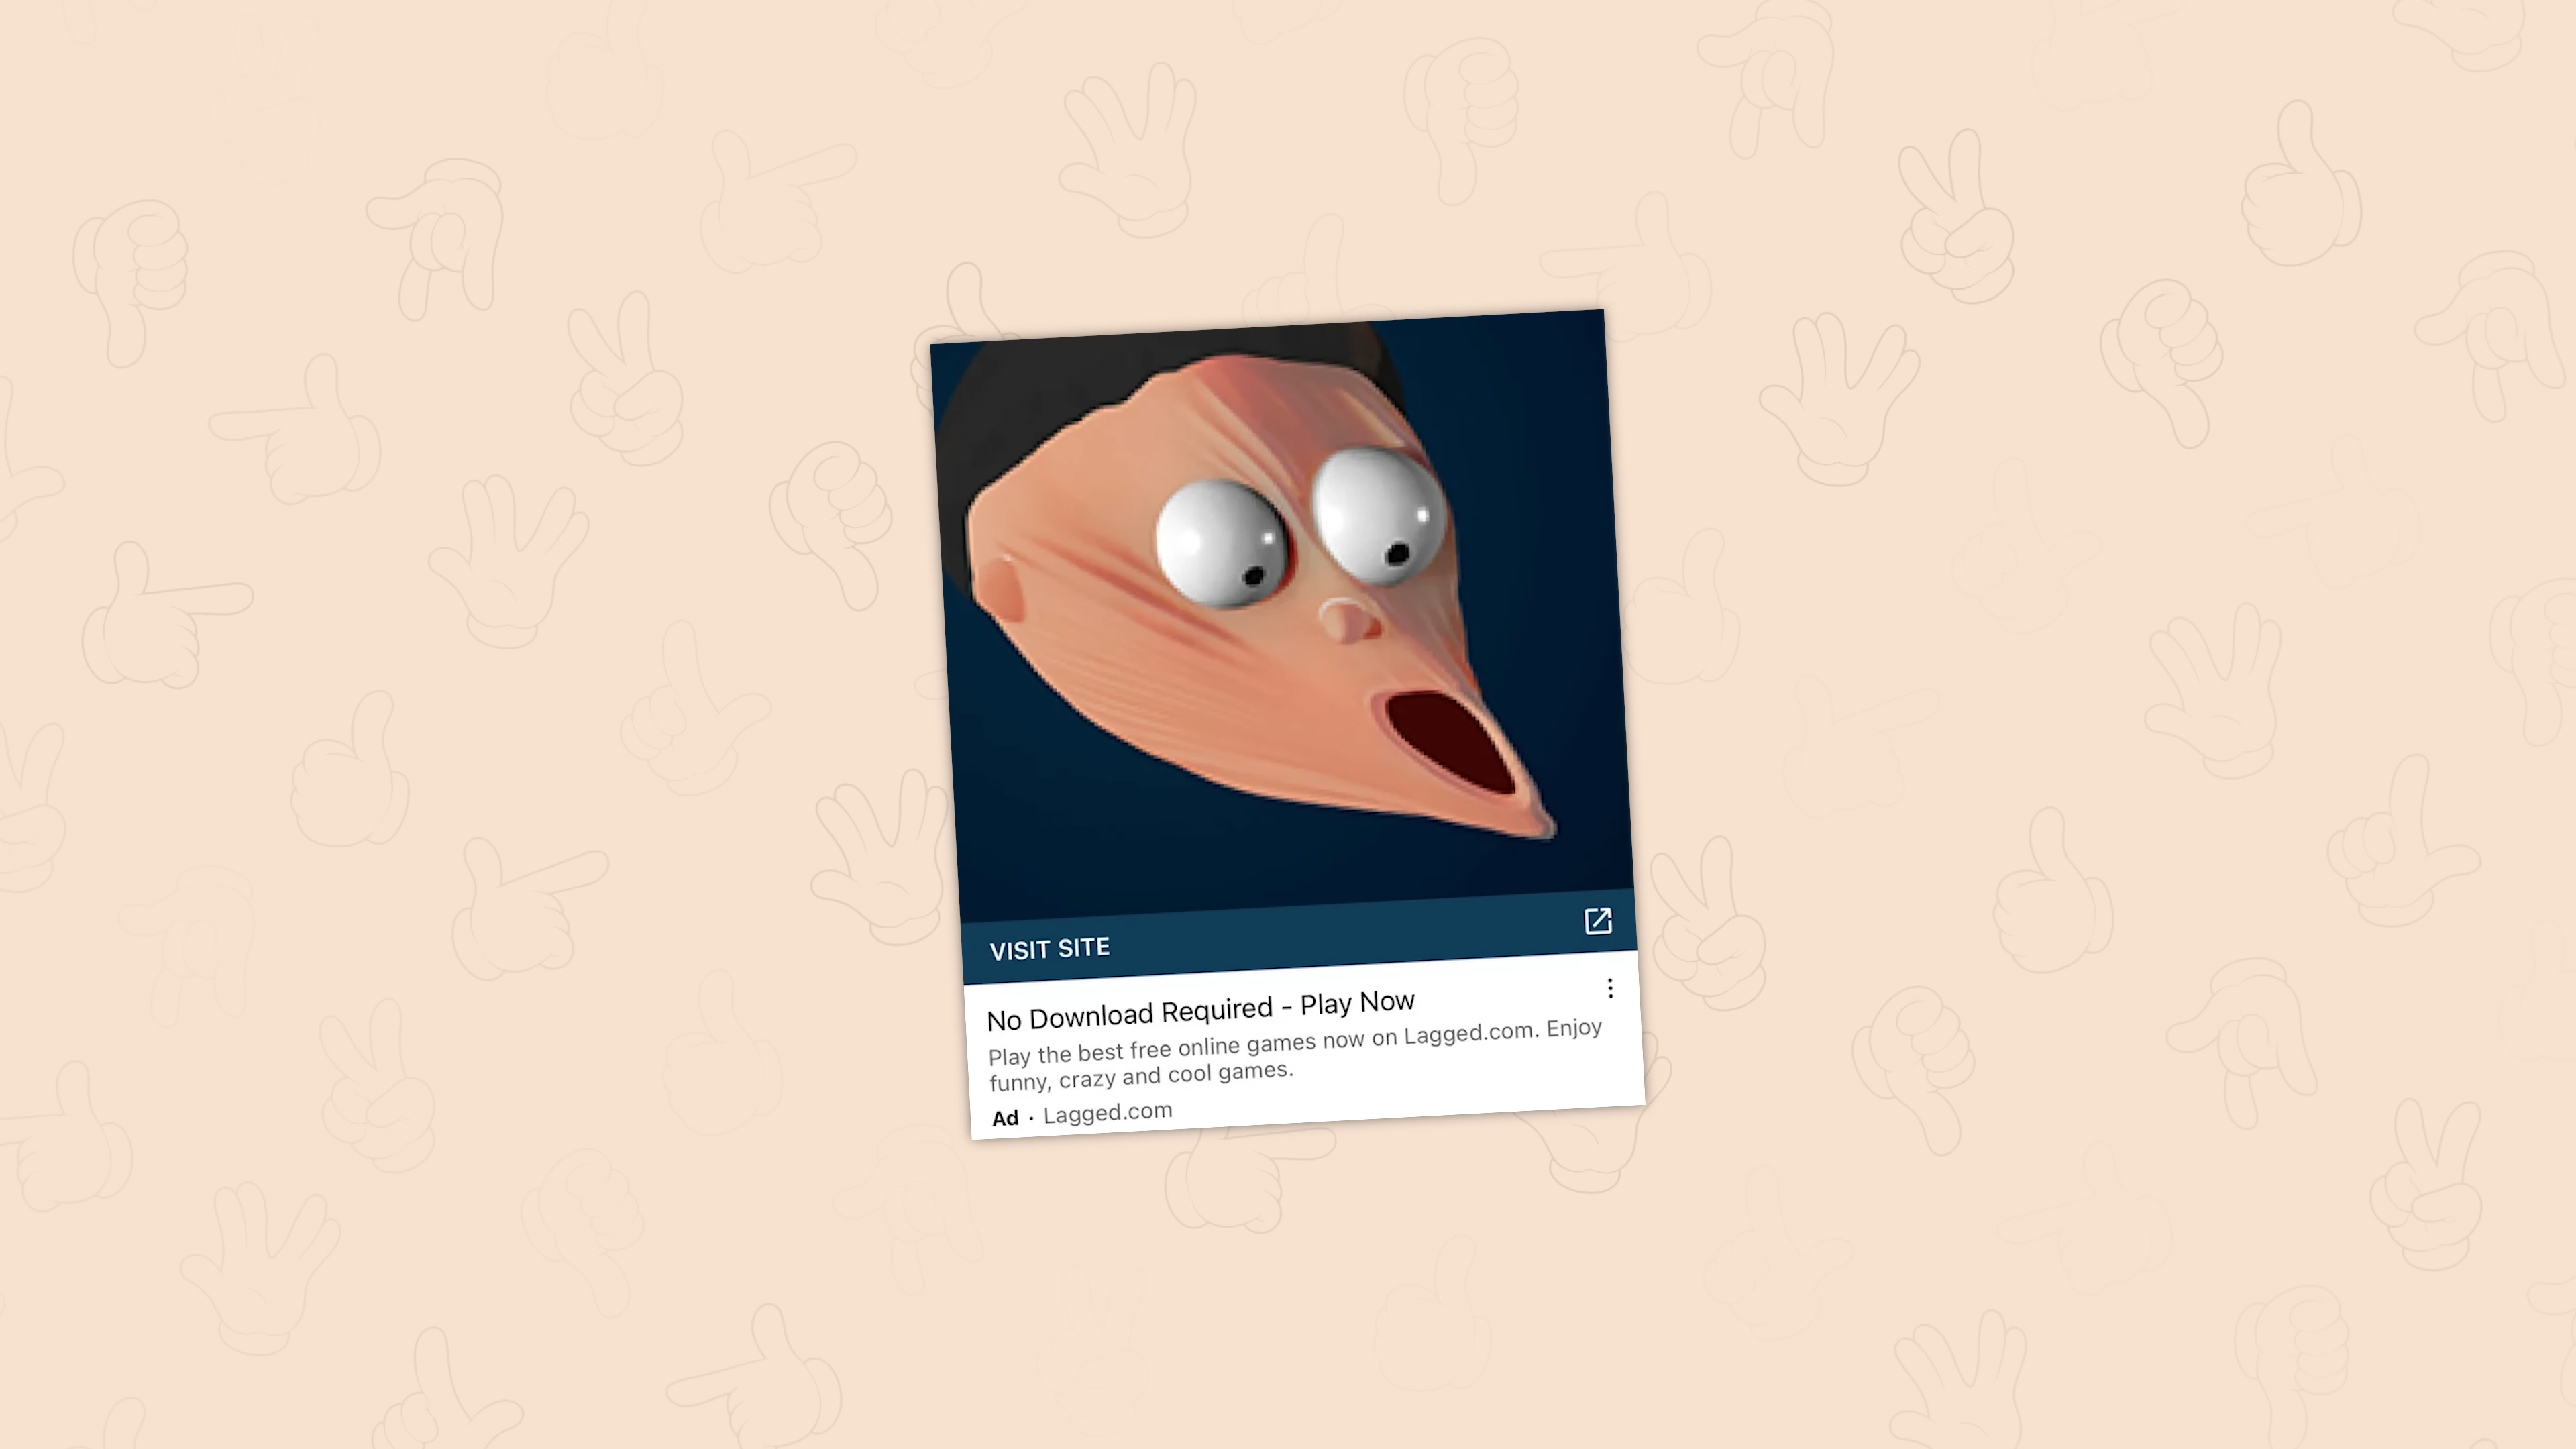 VISIT SITE
No Download Required - Play Now
Play the best free online games now on Lagged.com. Enjoy
funny, crazy and cool games.
Ad · Lagged.com